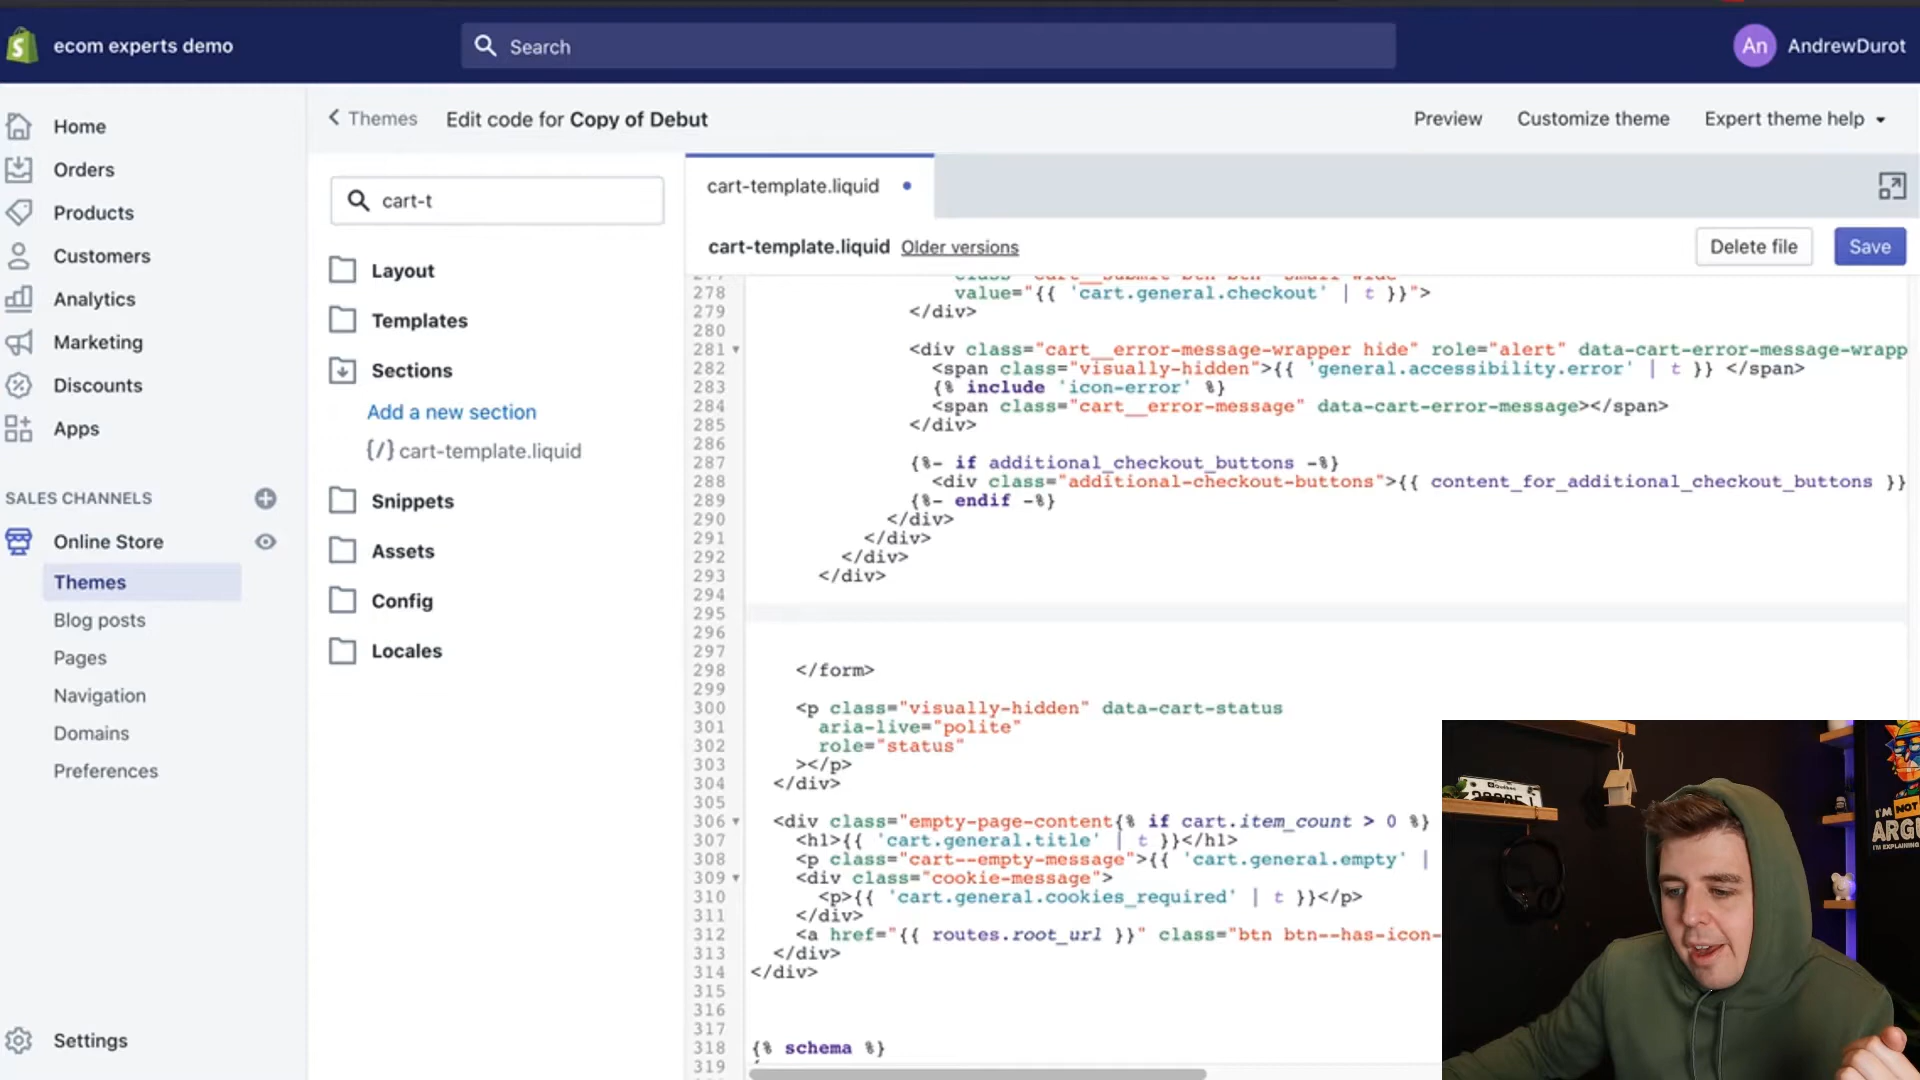 ecom experts demo
Search
An
AndrewDurot
Home
Orders
Products
Customers
Analytics
Marketing
Discounts
Apps
SALES CHANNELS
Online Store
Themes
Blog posts
Pages
Navigation
Domains
Preferences
Settings
Themes
Edit code for Copy of Debut
Preview
Customize theme
Expert theme help
cart-t
Layout
Templates
Sections
Add a new section
{/} cart-template.liquid
Snippets
Assets
Config
Locales
cart-template.liquid
cart-template.liquid Older versions
Delete file
Save
277 class="cart__submit btn btn--small-wide"
278 value="{{ 'cart.general.checkout' | t }}">
279 </div>
280
281 <div class="cart__error-message-wrapper hide" role="alert" data-cart-error-message-wrapp
282 <span class="visually-hidden">{{ 'general.accessibility.error' | t }} </span>
283 {% include 'icon-error' %}
284 <span class="cart__error-message" data-cart-error-message></span>
285 </div>
286
287 {%- if additional_checkout_buttons -%}
288 <div class="additional-checkout-buttons">{{ content_for_additional_checkout_buttons }}
289 {%- endif -%}
290 </div>
291 </div>
292 </div>
293 </div>
294
295
296
297
298 </form>
299
300 <p class="visually-hidden" data-cart-status
301 aria-live="polite"
302 role="status"
303 ></p>
304 </div>
305
306 <div class="empty-page-content{% if cart.item_count > 0 %}
307 <h1>{{ 'cart.general.title' | t }}</h1>
308 <p class="cart--empty-message">{{ 'cart.general.empty' |
309 <div class="cookie-message">
310 <p>{{ 'cart.general.cookies_required' | t }}</p>
311 </div>
312 <a href="{{ routes.root_url }}" class="btn btn--has-icon-
313 </div>
314 </div>
315
316
317
318 {% schema %}
319
I'M NOT
ARGU
I'M EXPLAINING